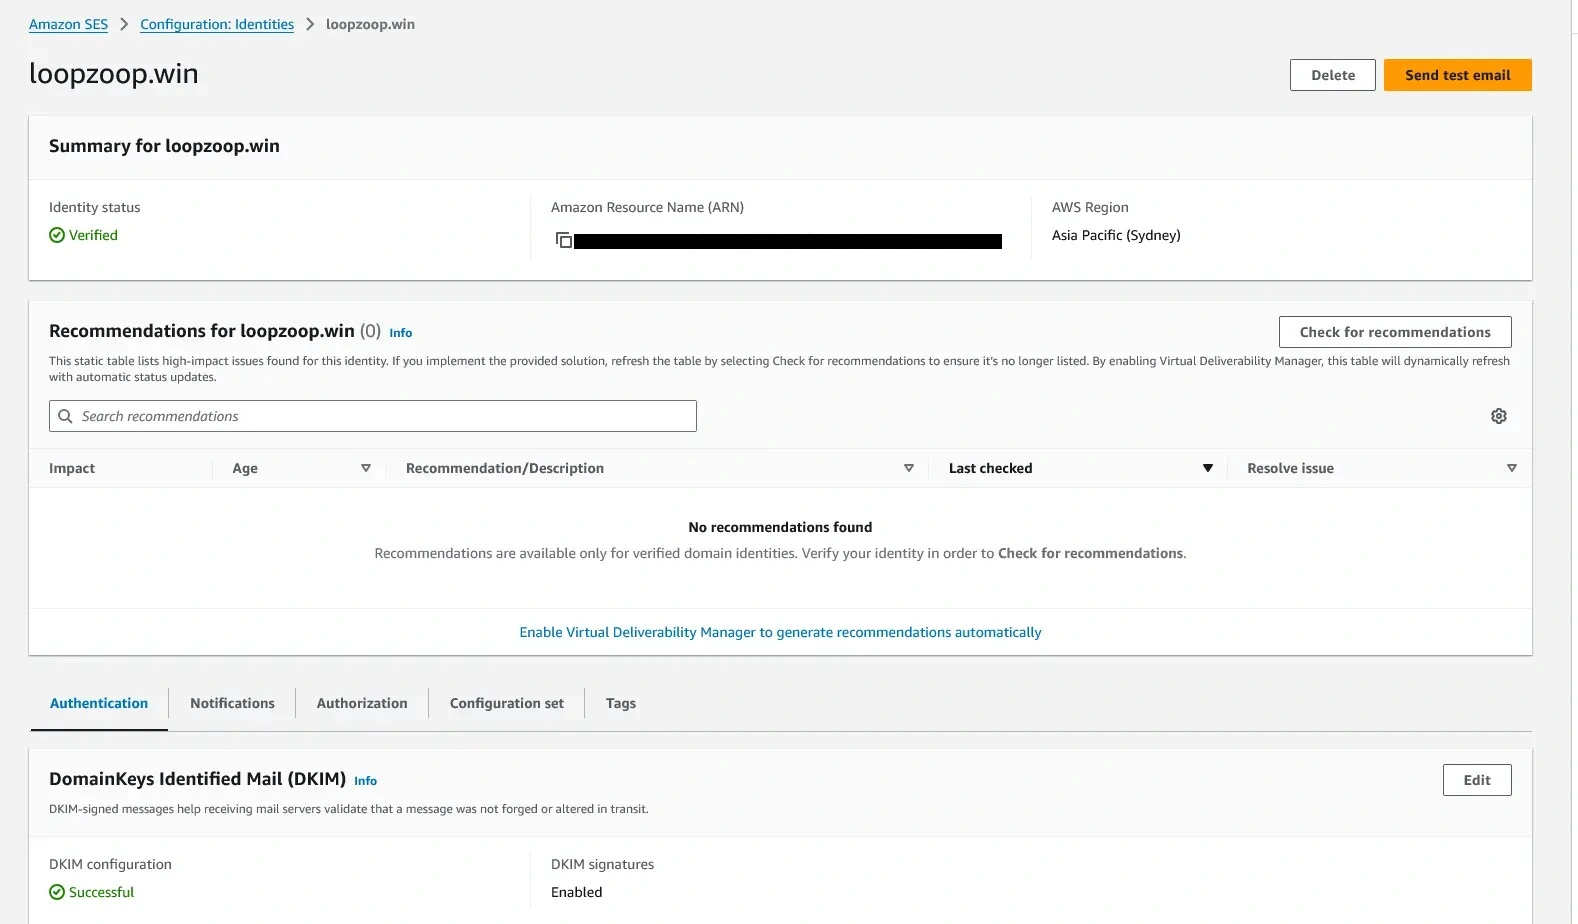 Amazon SES > Configuration: Identities > loopzoop.win
loopzoop.win
Delete
Send test email
Summary for loopzoop.win
Identity status
Verified
Amazon Resource Name (ARN)
AWS Region
Asia Pacific (Sydney)
Recommendations for loopzoop.win (0) Info
Check for recommendations
This static table lists high-impact issues found for this identity. If you implement the provided solution, refresh the table by selecting Check for recommendations to ensure it's no longer listed. By enabling Virtual Deliverability Manager, this table will dynamically refresh
with automatic status updates.
Search recommendations
Impact Age Recommendation/Description Last checked Resolve issue
No recommendations found
Recommendations are available only for verified domain identities. Verify your identity in order to Check for recommendations.
Enable Virtual Deliverability Manager to generate recommendations automatically
Authentication Notifications Authorization Configuration set Tags
DomainKeys Identified Mail (DKIM) Info
Edit
DKIM-signed messages help receiving mail servers validate that a message was not forged or altered in transit.
DKIM configuration
Successful
DKIM signatures
Enabled